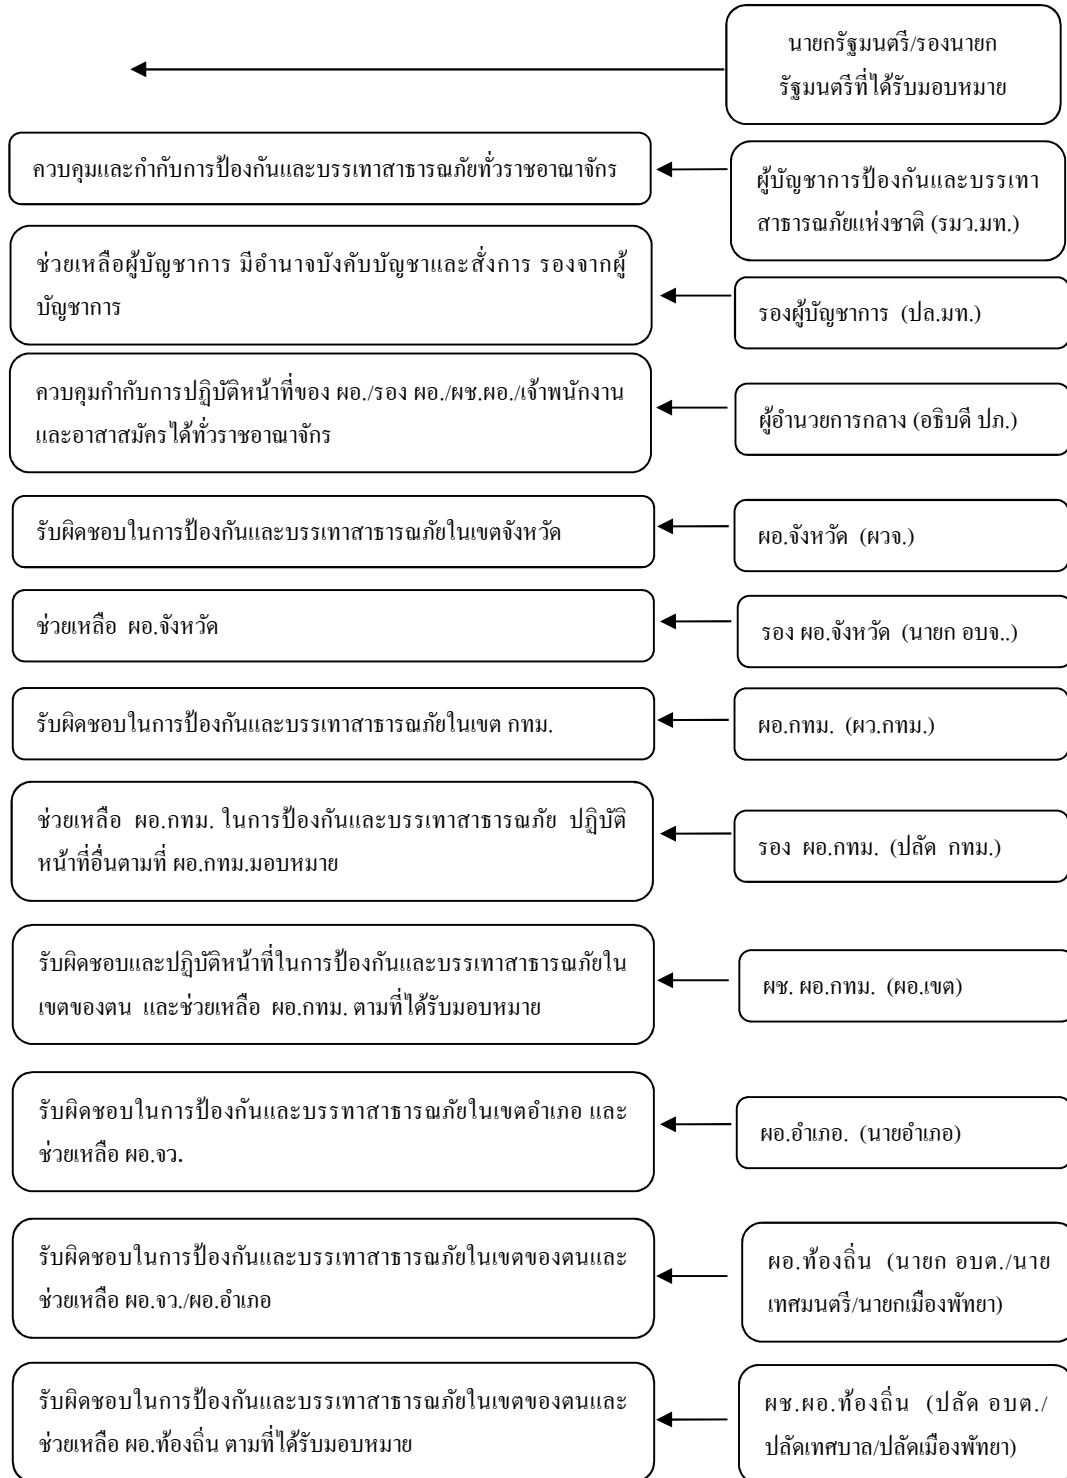 นายกรัฐมนตรี/รองนายก
รัฐมนตรีที่ได้รับมอบหมาย
ควบคุมและกำกับการป้องกันและบรรเทาสาธารณภัยทั่วราชอาณาจักร
ผู้บัญชาการป้องกันและบรรเทา
สาธารณภัยแห่งชาติ (รมว.มท.)
ช่วยเหลือผู้บัญชาการ มีอำนาจบังคับบัญชาและสั่งการ รองจากผู้
บัญชาการ
รองผู้บัญชาการ (ปล.มท.)
ควบคุมกำกับการปฏิบัติหน้าที่ของ ผอ./รอง ผอ./ผช.ผอ./เจ้าพนักงาน
และอาสาสมัครได้ทั่วราชอาณาจักร
ผู้อำนวยการกลาง (อธิบดี ปภ.)
รับผิดชอบในการป้องกันและบรรเทาสาธารณภัยในเขตจังหวัด
ผอ.จังหวัด (ผวจ.)
ช่วยเหลือ ผอ.จังหวัด
รอง ผอ.จังหวัด (นายก อบจ..)
รับผิดชอบในการป้องกันและบรรเทาสาธารณภัยในเขต กทม.
ผอ.กทม. (ผว.กทม.)
ช่วยเหลือ ผอ.กทม. ในการป้องกันและบรรเทาสาธารณภัย ปฏิบัติ
หน้าที่อื่นตามที่ ผอ.กทม.มอบหมาย
รอง ผอ.กทม. (ปลัด กทม.)
รับผิดชอบและปฏิบัติหน้าที่ในการป้องกันและบรรเทาสาธารณภัยใน
เขตของตน และช่วยเหลือ ผอ.กทม. ตามที่ได้รับมอบหมาย
ผช. ผอ.กทม. (ผอ.เขต)
รับผิดชอบในการป้องกันและบรรทาสาธารณภัยในเขตอำเภอ และ
ช่วยเหลือ ผอ.จว.
ผอ.อำเภอ. (นายอำเภอ)
รับผิดชอบในการป้องกันและบรรเทาสาธารณภัยในเขตของตนและ
ช่วยเหลือ ผอ.จว./ผอ.อำเภอ
ผอ.ท้องถิ่น (นายก อบต./นาย
เทศมนตรี/นายกเมืองพัทยา)
รับผิดชอบในการป้องกันและบรรเทาสาธารณภัยในเขตของตนและ
ช่วยเหลือ ผอ.ท้องถิ่น ตามที่ได้รับมอบหมาย
ผช.ผอ.ท้องถิ่น (ปลัด อบต./
ปลัดเทศบาล/ปลัดเมืองพัทยา)